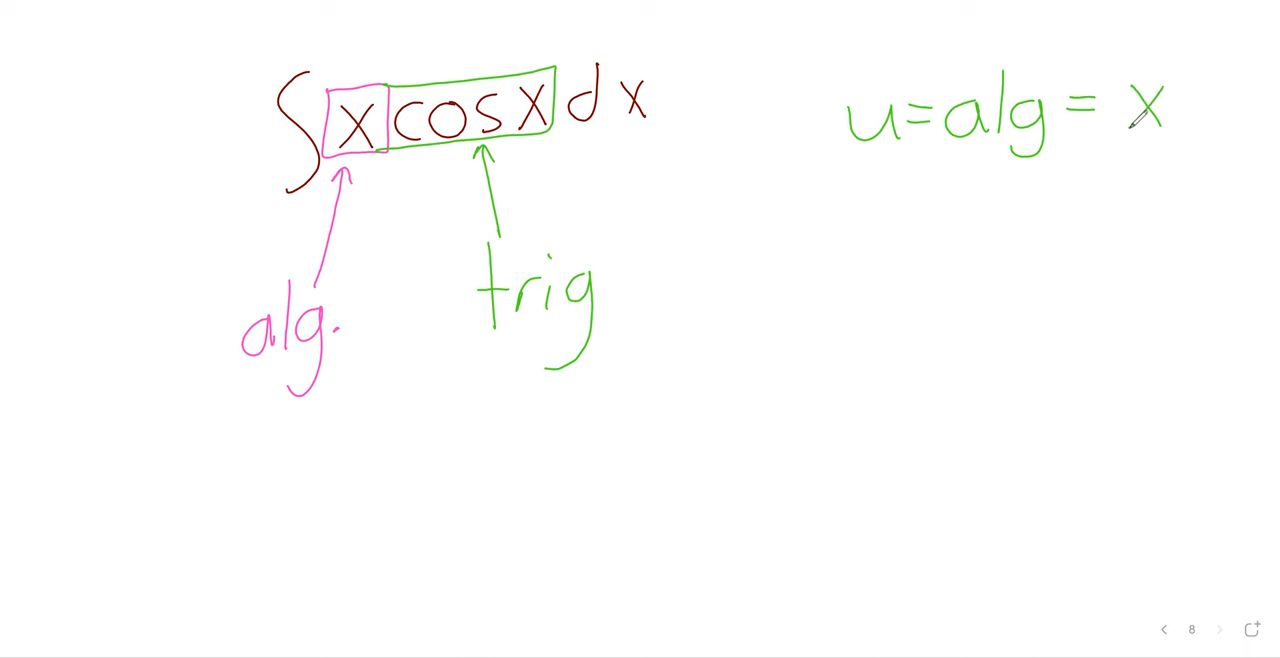 ∫ x cos x dx
u = alg = x
trig
alg.
8